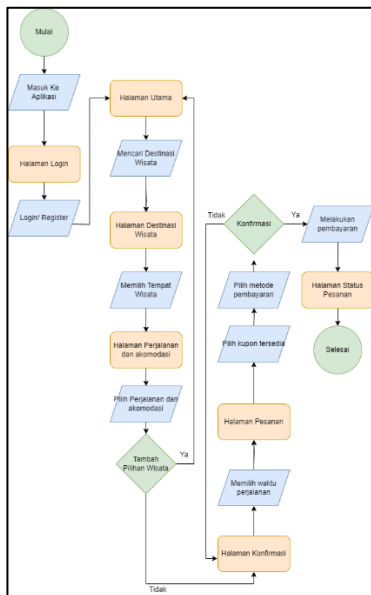 Mulai
Masuk Ke
Aplikasi
Halaman Login
Login/ Register
Halaman Utama
Mencari Destinasi
Wisata
Halaman Destinasi
Wisata
Memilih Tempat
Wisata
Halaman Perjalanan
dan akomodasi
Pilih Perjalanan dan
akomodasi
Tambah
Pilihan Wisata
Ya
Tidak
Halaman Konfirmasi
Memilih waktu
perjalanan
Halaman Pesanan
Pilih kupon tersedia
Pilih metode
pembayaran
Konfirmasi
Tidak
Ya
Melakukan
pembayaran
Halaman Status
Pesanan
Selesai